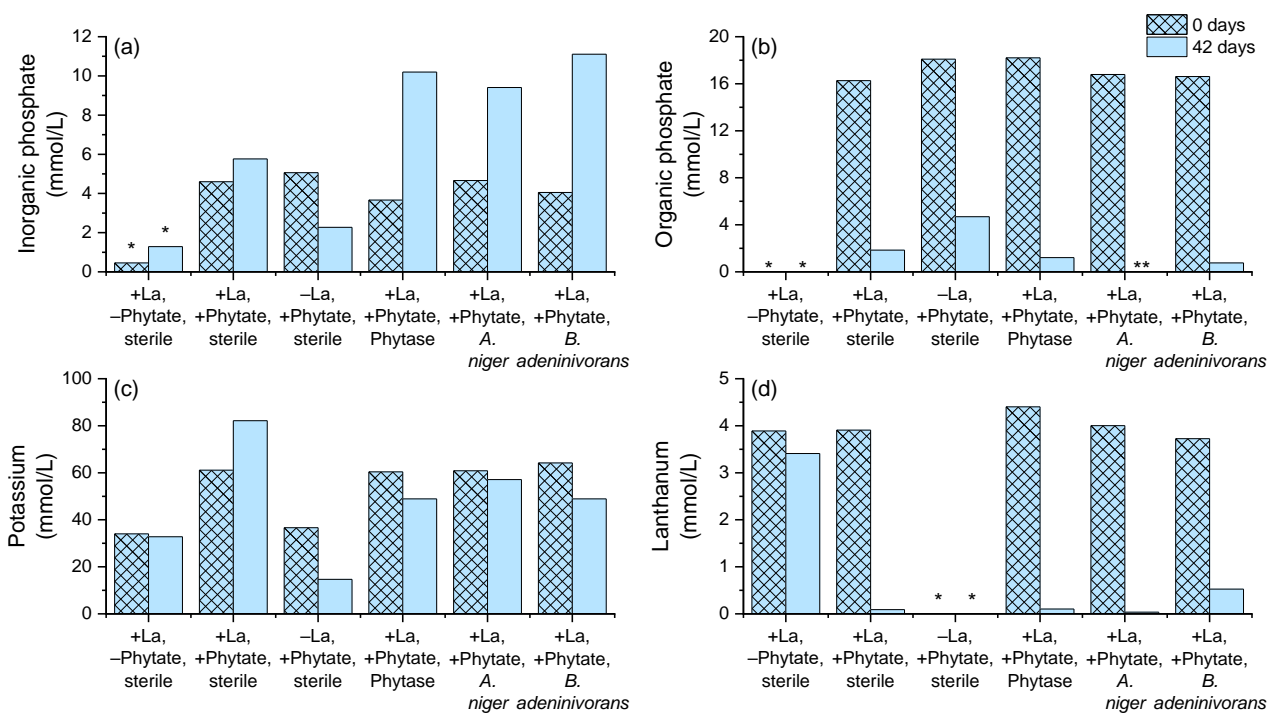 0 days
42 days
(a)
Inorganic phosphate
(mmol/L)
12
10
8
6
4
2
0
*
*
+La, +La, –La, +La, +La, +La,
–Phytate, +Phytate, +Phytate, +Phytate, +Phytate, +Phytate,
sterile sterile sterile Phytase A. B.
niger adeninivorans
(b)
Organic phosphate
(mmol/L)
20
16
12
8
4
0
* * **
+La, +La, –La, +La, +La, +La,
–Phytate, +Phytate, +Phytate, +Phytate, +Phytate, +Phytate,
sterile sterile sterile Phytase A. B.
niger adeninivorans
(c)
Potassium
(mmol/L)
100
80
60
40
20
0
+La, +La, –La, +La, +La, +La,
–Phytate, +Phytate, +Phytate, +Phytate, +Phytate, +Phytate,
sterile sterile sterile Phytase A. B.
niger adeninivorans
(d)
Lanthanum
(mmol/L)
5
4
3
2
1
0
* *
+La, +La, –La, +La, +La, +La,
–Phytate, +Phytate, +Phytate, +Phytate, +Phytate, +Phytate,
sterile sterile sterile Phytase A. B.
niger adeninivorans